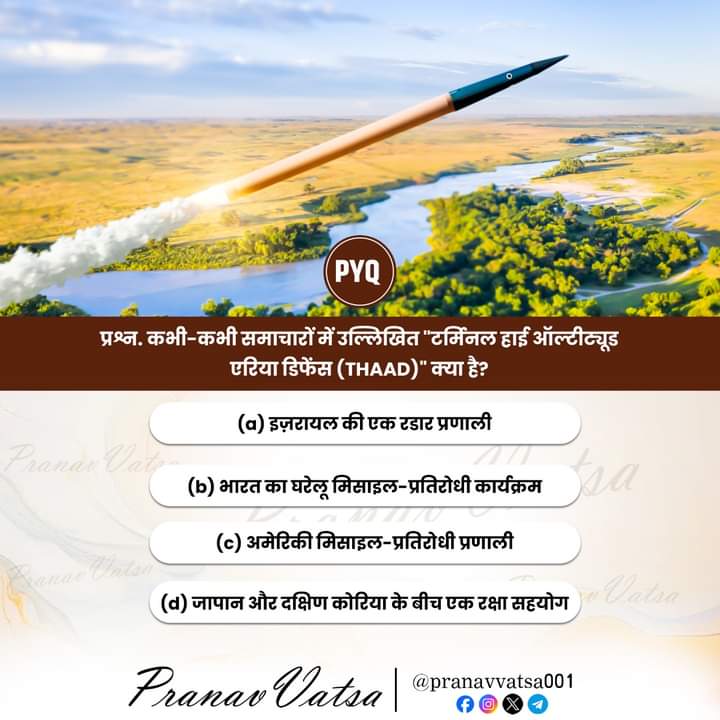 PYQ
प्रश्न. कभी-कभी समाचारों में उल्लिखित "टर्मिनल हाई ऑल्टीट्यूड
एरिया डिफेंस (THAAD)" क्या है?
(a) इज़रायल की एक रडार प्रणाली
(b) भारत का घरेलू मिसाइल-प्रतिरोधी कार्यक्रम
(c) अमेरिकी मिसाइल-प्रतिरोधी प्रणाली
(d) जापान और दक्षिण कोरिया के बीच एक रक्षा सहयोग
Pranav Vatsa
@pranavvatsa001